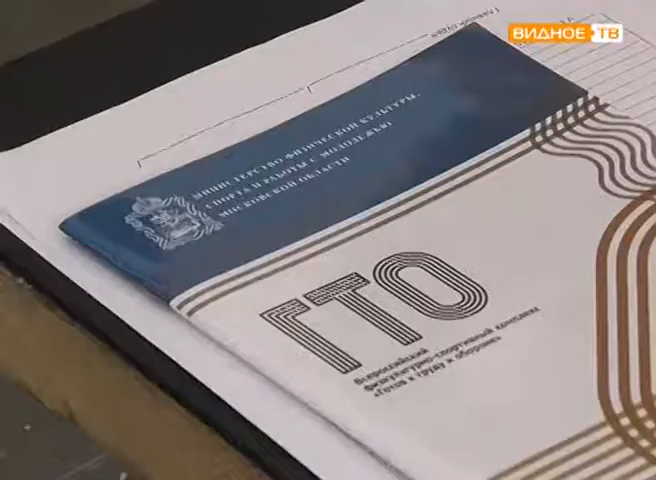 ВИДНОЕ ТВ
МИНИСТЕРСТВО ФИЗИЧЕСКОЙ КУЛЬТУРЫ,
СПОРТА И РАБОТЫ С МОЛОДЕЖЬЮ
МОСКОВСКОЙ ОБЛАСТИ
ГТО
Всероссийский
физкультурно-спортивный комплекс
«Готов к труду и обороне»